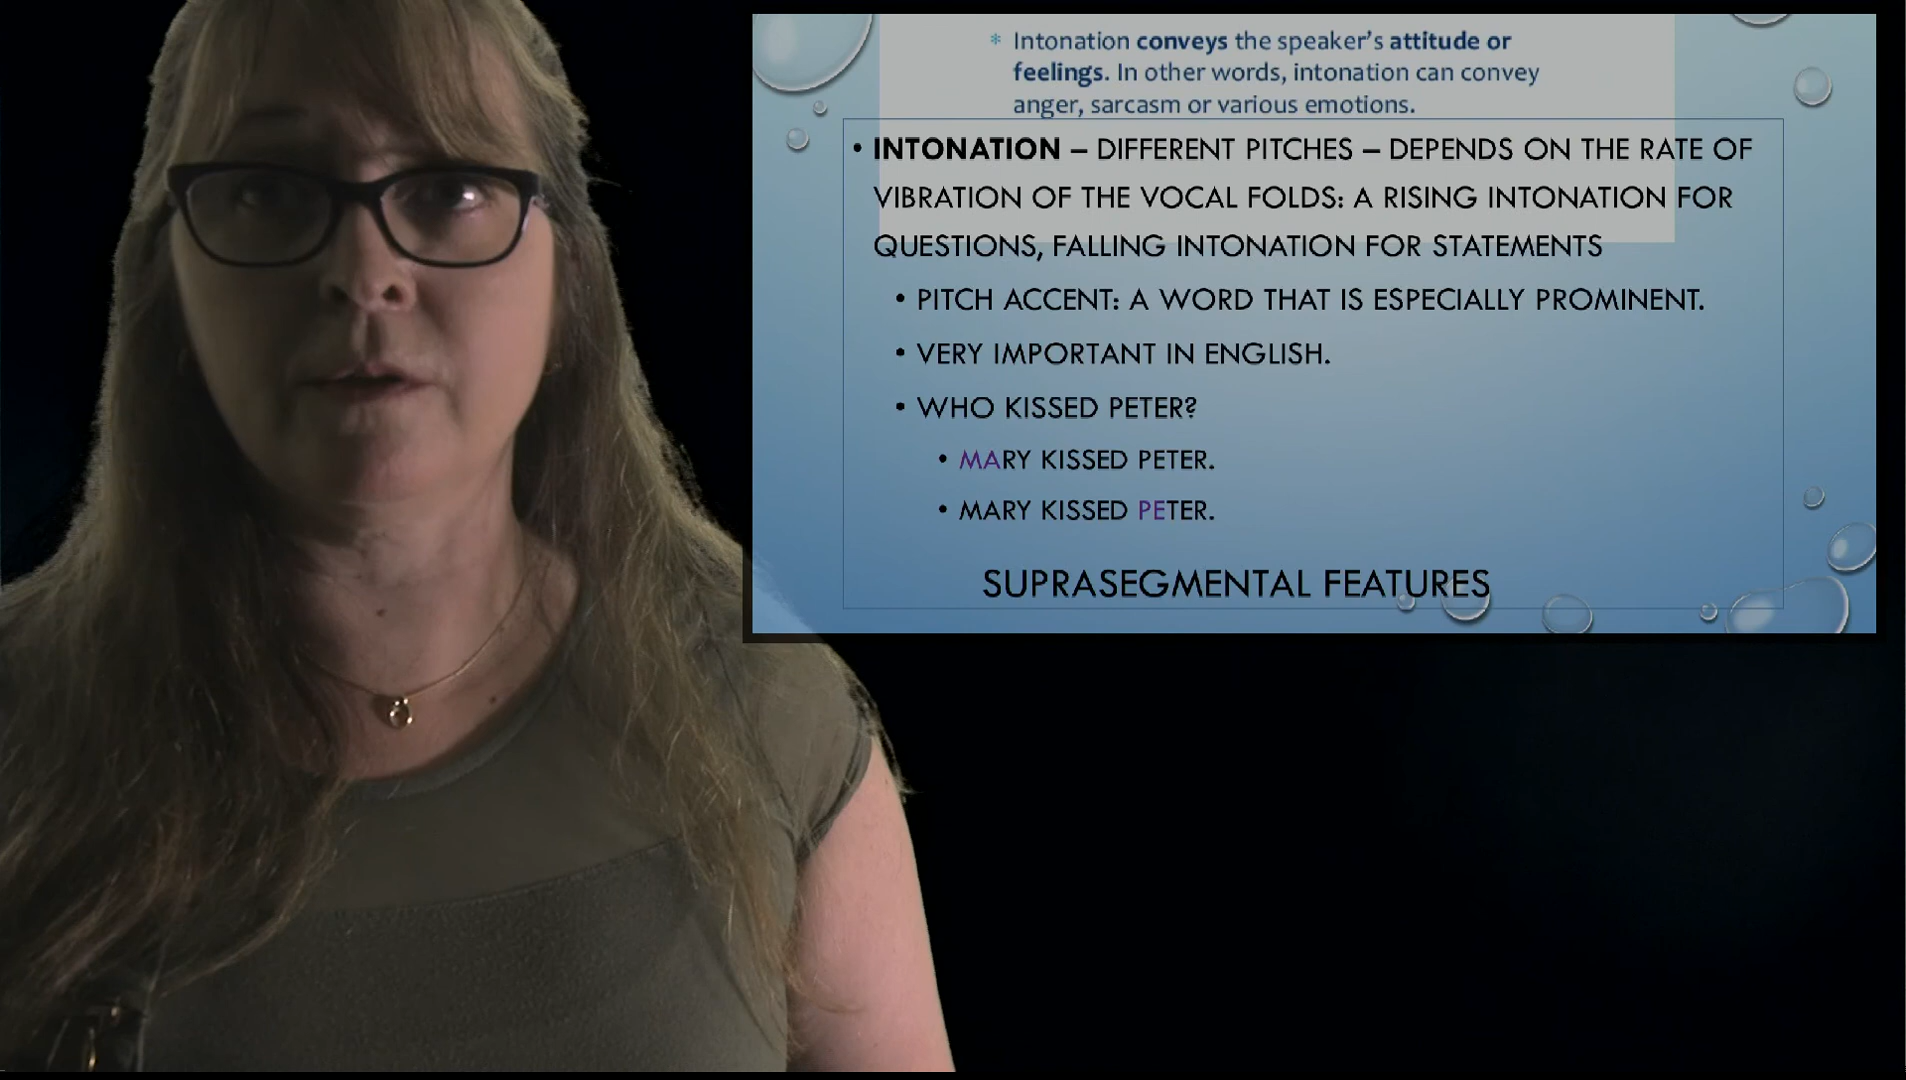 * Intonation conveys the speaker's attitude or
feelings. In other words, intonation can convey
anger, sarcasm or various emotions.
• INTONATION – DIFFERENT PITCHES – DEPENDS ON THE RATE OF
VIBRATION OF THE VOCAL FOLDS: A RISING INTONATION FOR
QUESTIONS, FALLING INTONATION FOR STATEMENTS
• PITCH ACCENT: A WORD THAT IS ESPECIALLY PROMINENT.
• VERY IMPORTANT IN ENGLISH.
• WHO KISSED PETER?
• MARY KISSED PETER.
• MARY KISSED PETER.
SUPRASEGMENTAL FEATURES